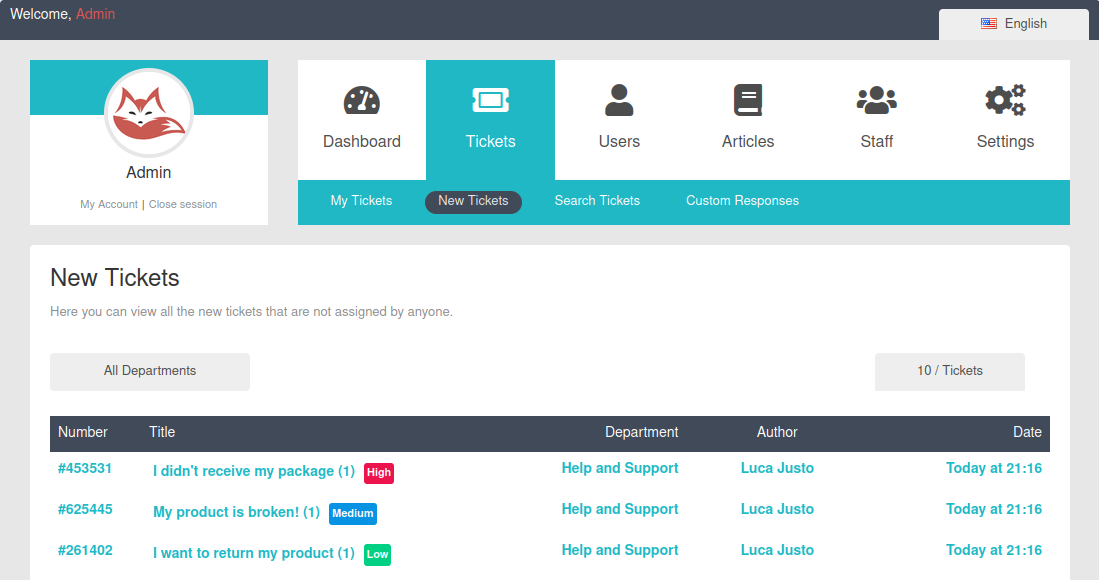 Welcome, Admin
English
Admin
My Account | Close session
Dashboard
Tickets
Users
Articles
Staff
Settings
My Tickets
New Tickets
Search Tickets
Custom Responses
New Tickets
Here you can view all the new tickets that are not assigned by anyone.
All Departments
10 / Tickets
Number Title Department Author Date
#453531 I didn't receive my package (1) High Help and Support Luca Justo Today at 21:16
#625445 My product is broken! (1) Medium Help and Support Luca Justo Today at 21:16
#261402 I want to return my product (1) Low Help and Support Luca Justo Today at 21:16